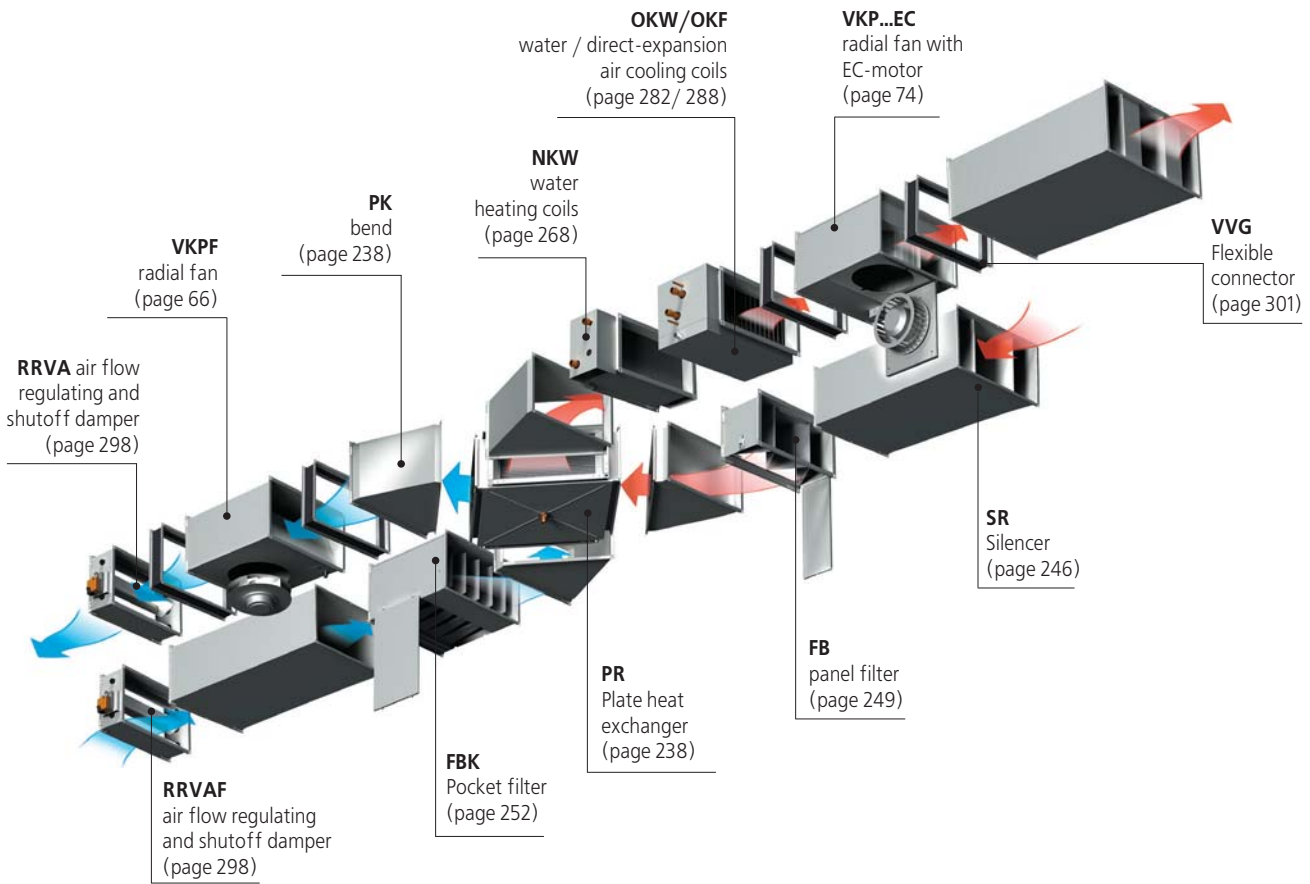 OKW/OKF
water / direct-expansion
air cooling coils
(page 282/ 288)
VKP...EC
radial fan with
EC-motor
(page 74)
NKW
water
heating coils
(page 268)
PK
bend
(page 238)
VKPF
radial fan
(page 66)
VVG
Flexible
connector
(page 301)
RRVA air flow
regulating and
shutoff damper
(page 298)
SR
Silencer
(page 246)
FB
panel filter
(page 249)
PR
Plate heat
exchanger
(page 238)
FBK
Pocket filter
(page 252)
RRVAF
air flow regulating
and shutoff damper
(page 298)